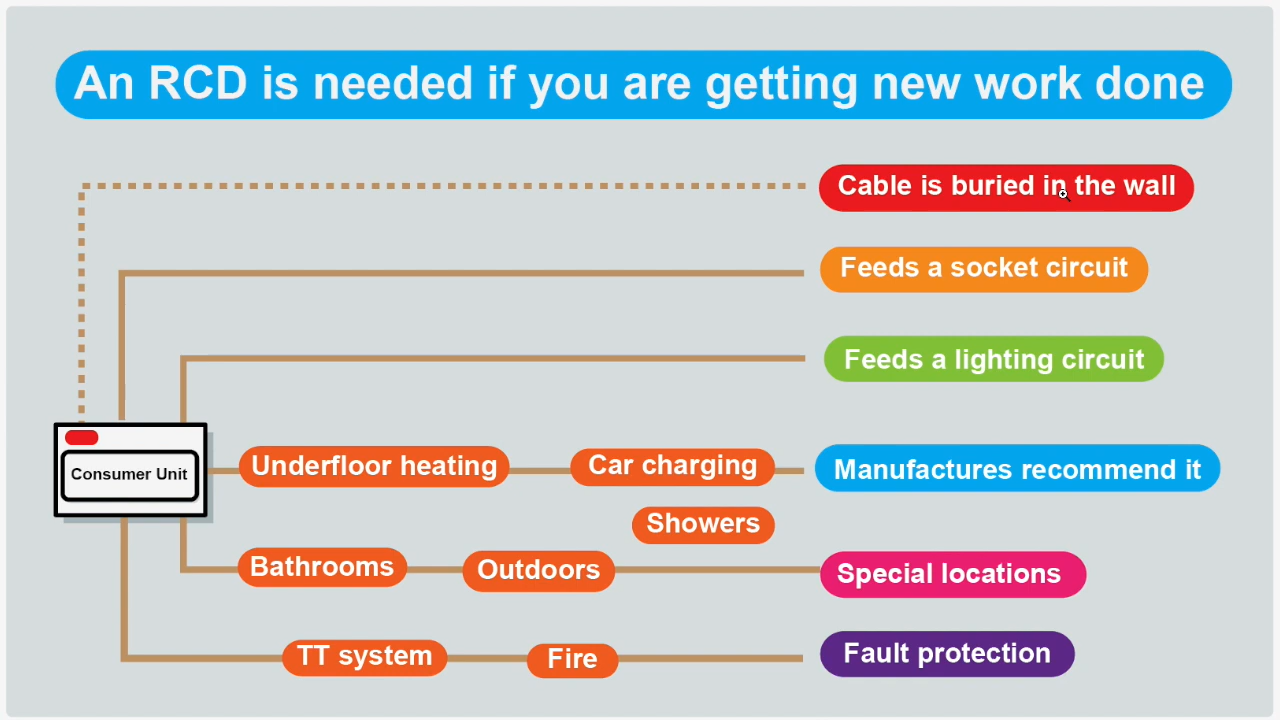 An RCD is needed if you are getting new work done
Cable is buried in the wall
Feeds a socket circuit
Feeds a lighting circuit
Consumer Unit
Underfloor heating
Car charging
Manufactures recommend it
Showers
Bathrooms
Outdoors
Special locations
TT system
Fire
Fault protection